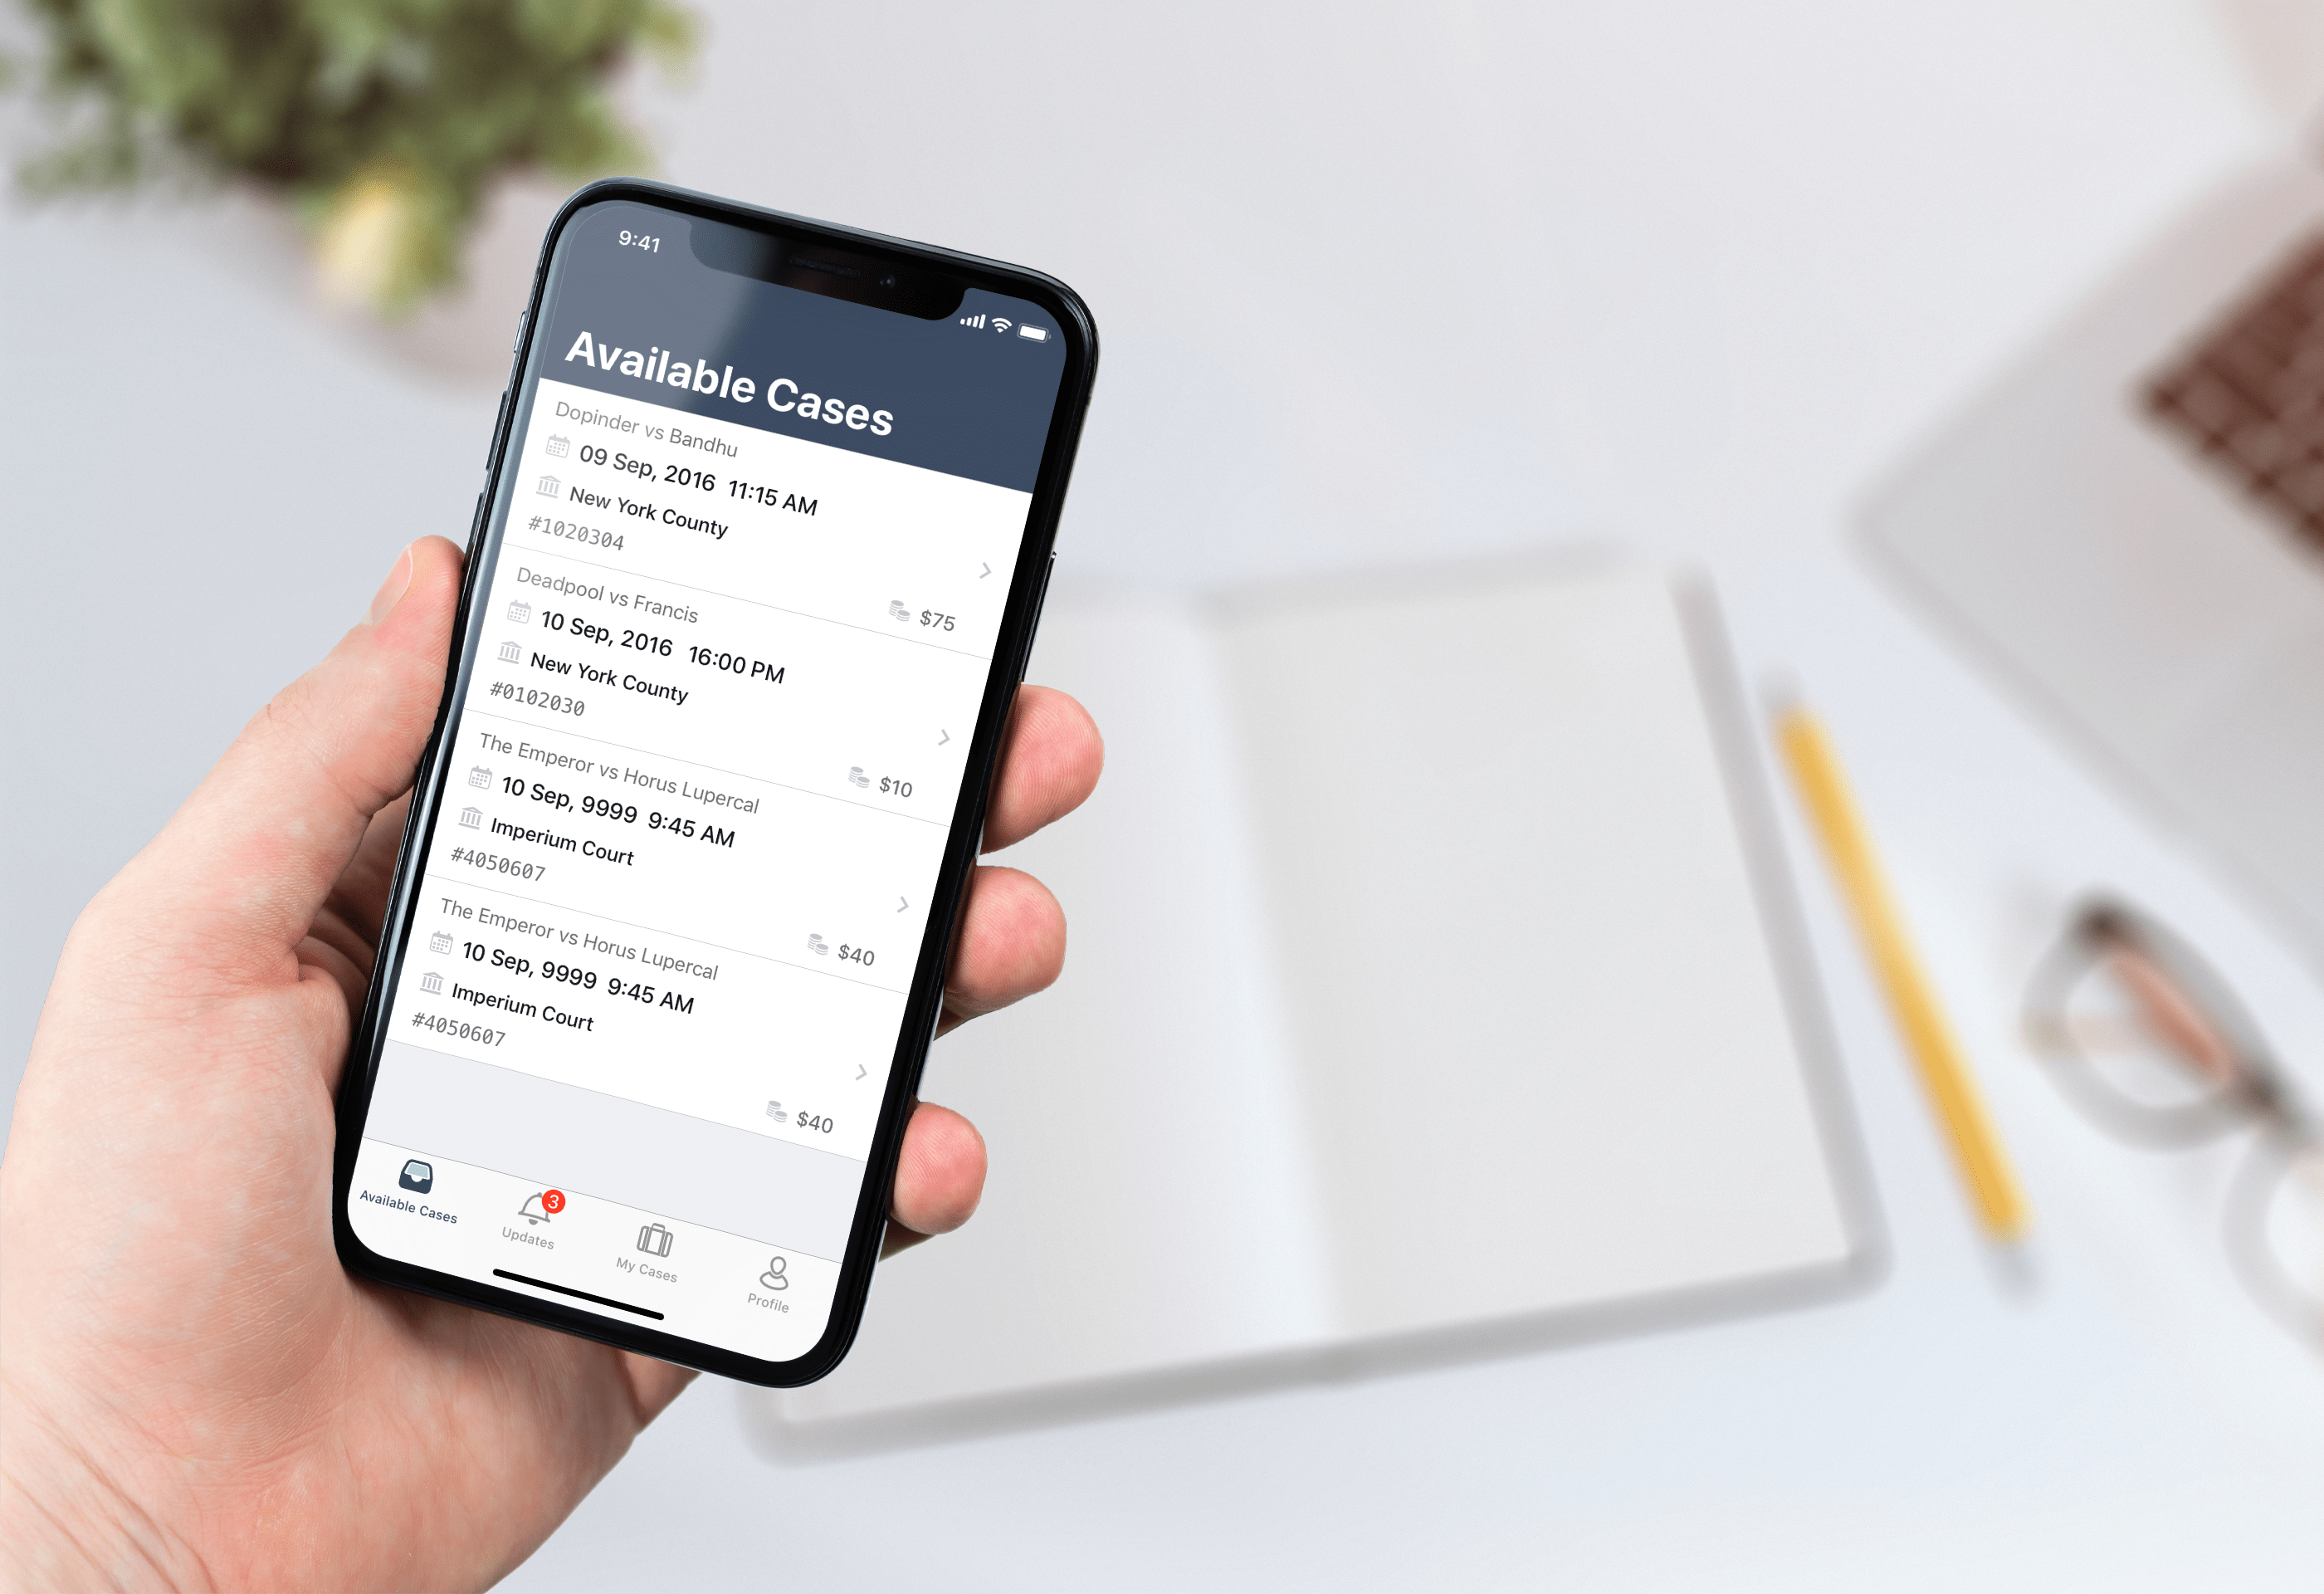 9:41
Available Cases
Dopinder vs Bandhu
09 Sep, 2016 11:15 AM
New York County
#1020304
$75
Deadpool vs Francis
10 Sep, 2016 16:00 PM
New York County
#0102030
$10
The Emperor vs Horus Lupercal
10 Sep, 9999 9:45 AM
Imperium Court
#4050607
$40
The Emperor vs Horus Lupercal
10 Sep, 9999 9:45 AM
Imperium Court
#4050607
$40
Available Cases
3
Updates
My Cases
Profile